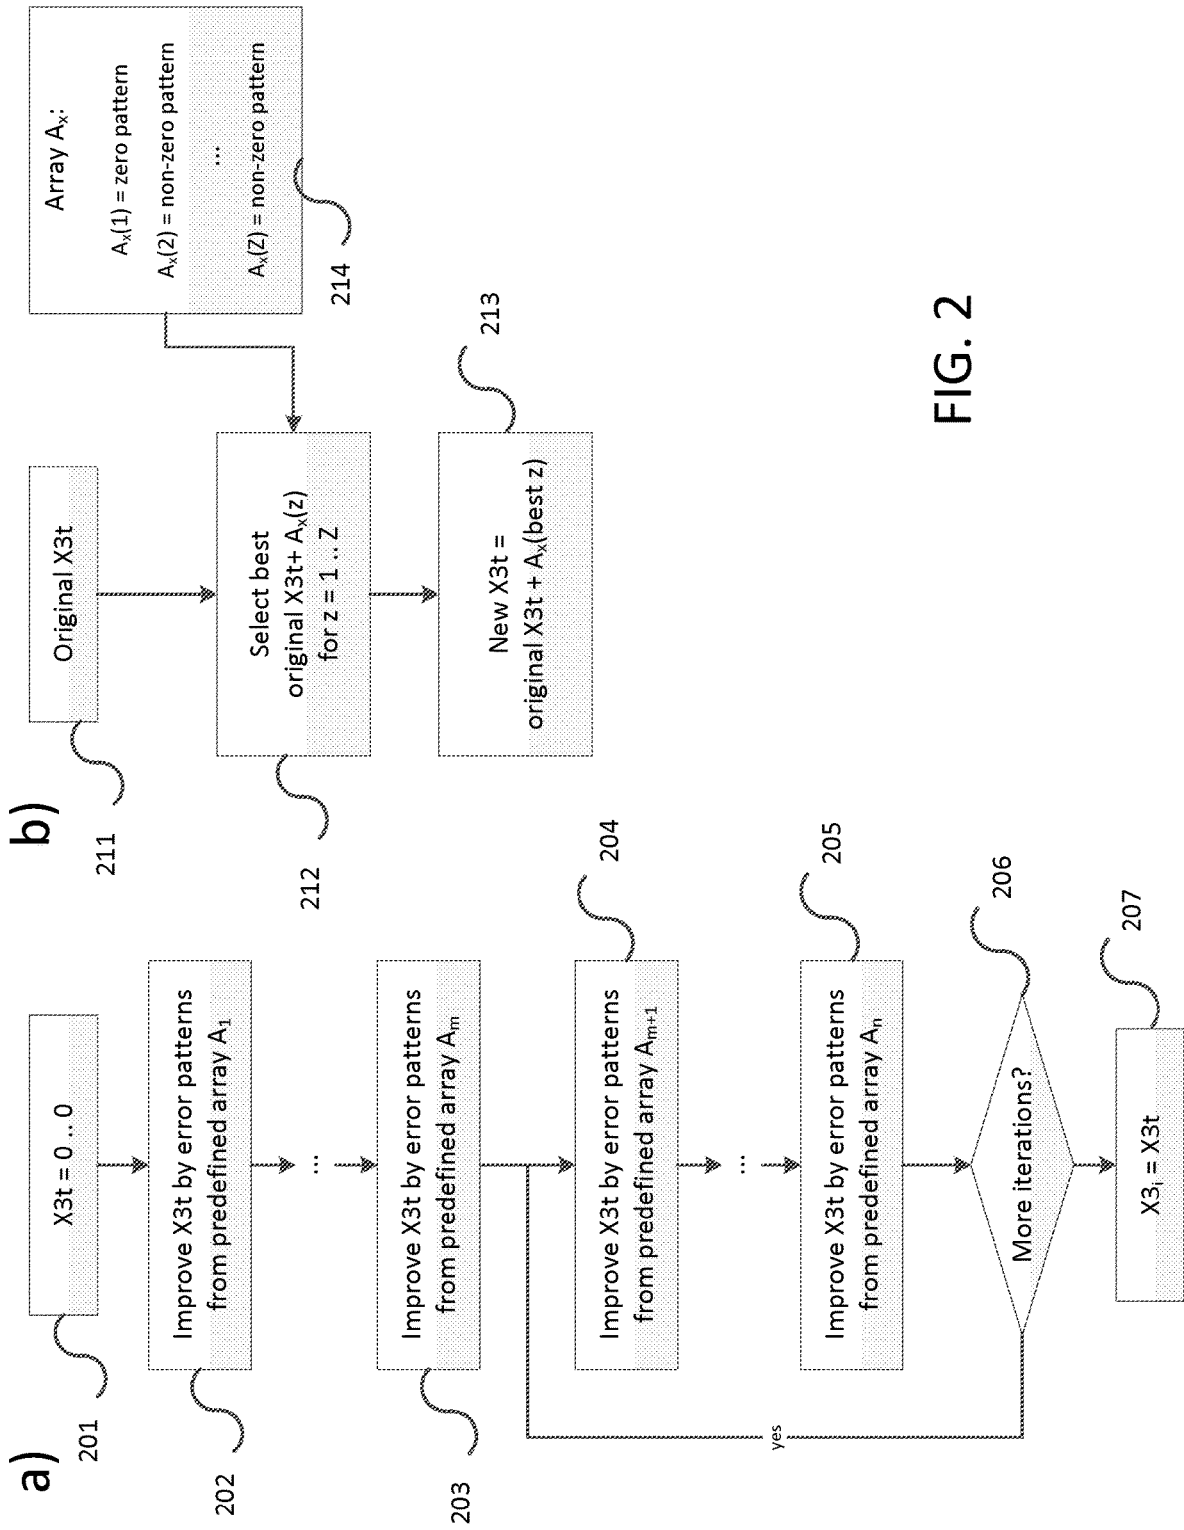 a)
X3t = 0 .. 0
201
Improve X3t by error patterns
from predefined array A₁
202
...
Improve X3t by error patterns
from predefined array Aₘ
203
Improve X3t by error patterns
from predefined array Aₘ₊₁
204
...
Improve X3t by error patterns
from predefined array Aₙ
205
More iterations?
206
yes
X3ᵢ = X3t
207
b)
Original X3t
211
Select best
original X3t+ Aₓ(z)
for z = 1 .. Z
212
New X3t =
original X3t + Aₓ(best z)
213
Array Aₓ:
Aₓ(1) = zero pattern
Aₓ(2) = non-zero pattern
...
Aₓ(Z) = non-zero pattern
214
FIG. 2